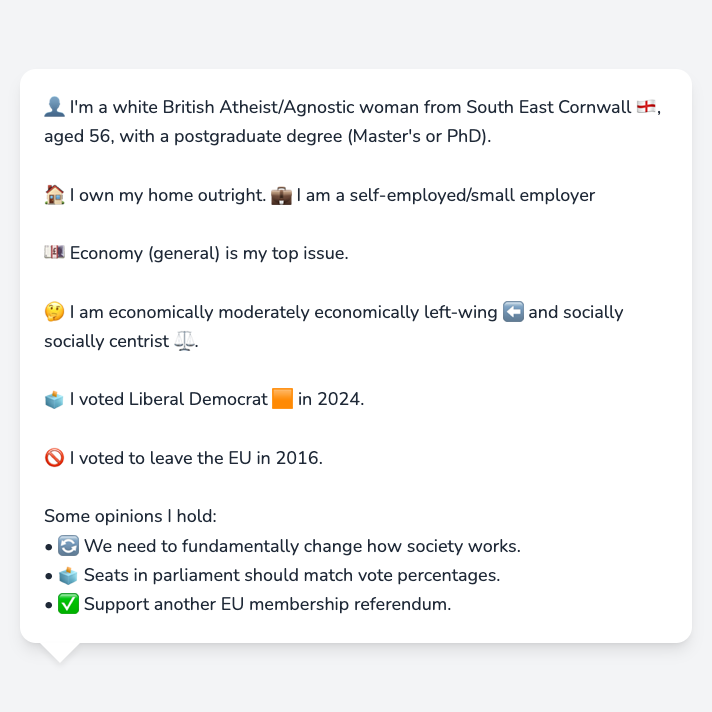 👤 I'm a white British Atheist/Agnostic woman from South East Cornwall 🏴󠁧󠁢󠁥󠁮󠁧󠁿,
aged 56, with a postgraduate degree (Master's or PhD).
🏠 I own my home outright. 💼 I am a self-employed/small employer
💷 Economy (general) is my top issue.
🤔 I am economically moderately economically left-wing ⬅️ and socially
socially centrist ⚖️.
🗳️ I voted Liberal Democrat 🟧 in 2024.
🚫 I voted to leave the EU in 2016.
Some opinions I hold:
• 🔄 We need to fundamentally change how society works.
• 🗳️ Seats in parliament should match vote percentages.
• ✅ Support another EU membership referendum.